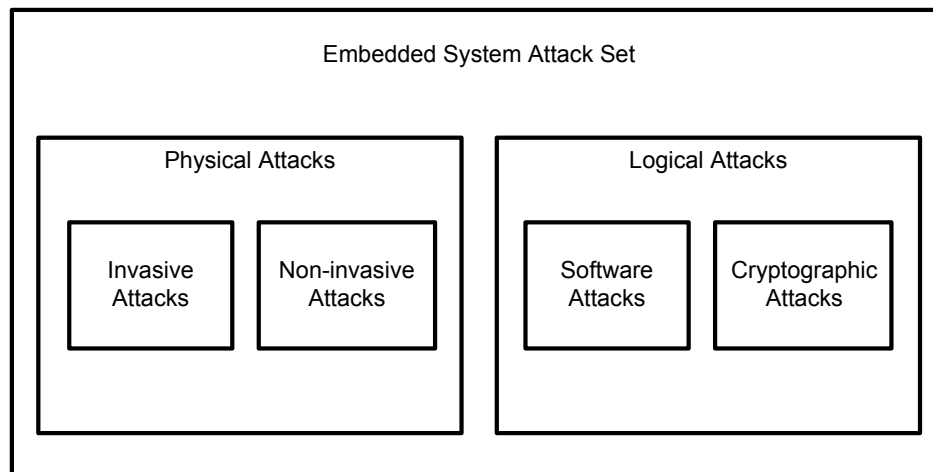 Embedded System Attack Set
Physical Attacks
Invasive
Attacks
Non-invasive
Attacks
Logical Attacks
Software
Attacks
Cryptographic
Attacks